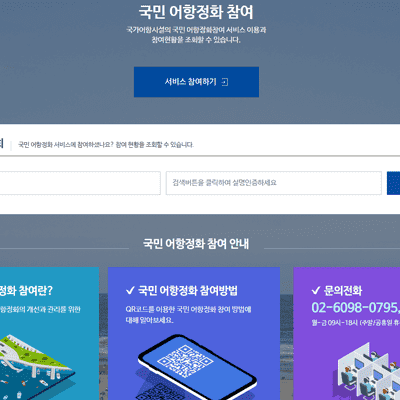 국민 어항정화 참여
국가어항시설의 국민 어항정화참여 서비스 이용과
참여현황을 조회할 수 있습니다.
서비스 참여하기
국민 어항정화 서비스에 참여하셨나요? 참여 현황을 조회할 수 있습니다.
검색버튼을 클릭하여 실명인증하세요
국민 어항정화 참여 안내
정화 참여란?
국민 어항정화 참여방법
문의전화
어항정화의 개선과 관리를 위한
QR코드를 이용한 국민 어항정화 참여 방법에
대해 알아보세요.
02-6098-0795,
월~금 09시~18시 (주말/공휴일 휴